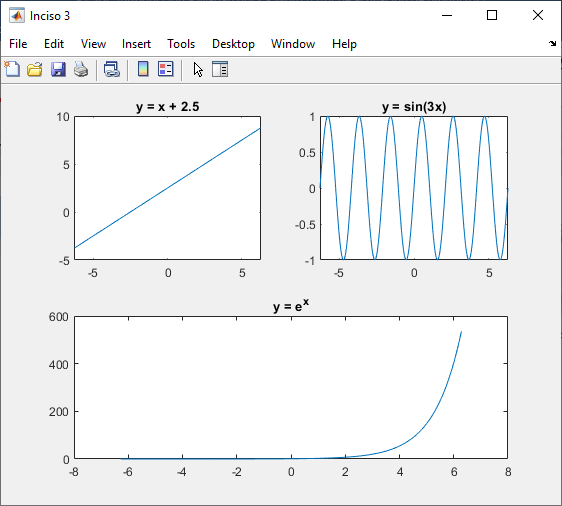 Inciso 3
File Edit View Insert Tools Desktop Window Help
y = x + 2.5
10
5
0
-5
-5 0 5
y = sin(3x)
1
0.5
0
-0.5
-1
-5 0 5
y = e^x
600
400
200
0
-8 -6 -4 -2 0 2 4 6 8